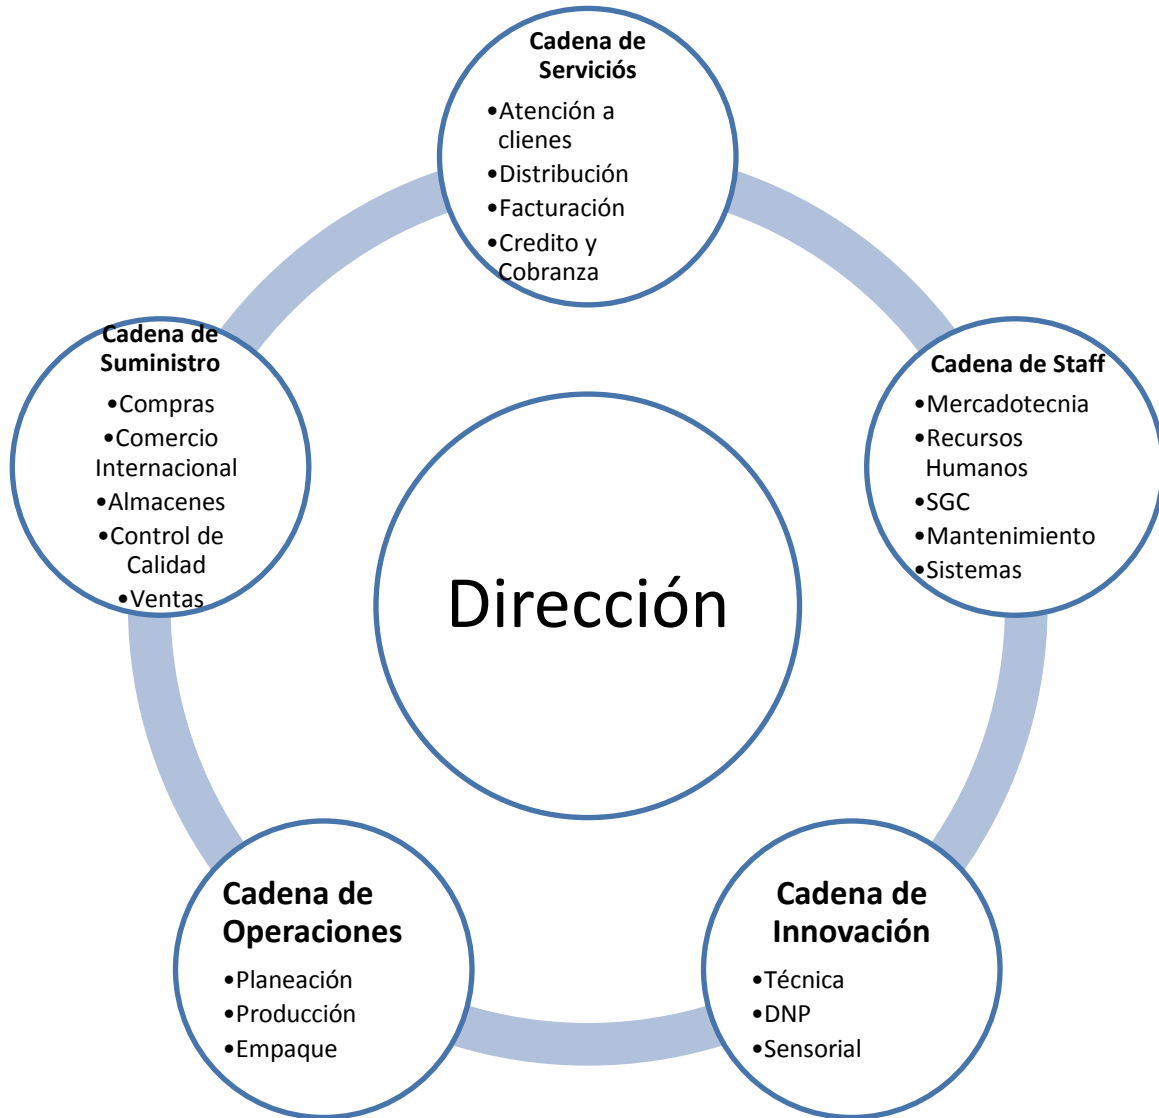 Cadena de
Serviciós
•Atención a
clienes
•Distribución
•Facturación
•Credito y
Cobranza
Cadena de Staff
•Mercadotecnia
•Recursos
Humanos
•SGC
•Mantenimiento
•Sistemas
Cadena de
Innovación
•Técnica
•DNP
•Sensorial
Cadena de
Operaciones
•Planeación
•Producción
•Empaque
Cadena de
Suministro
•Compras
•Comercio
Internacional
•Almacenes
•Control de
Calidad
•Ventas
Dirección